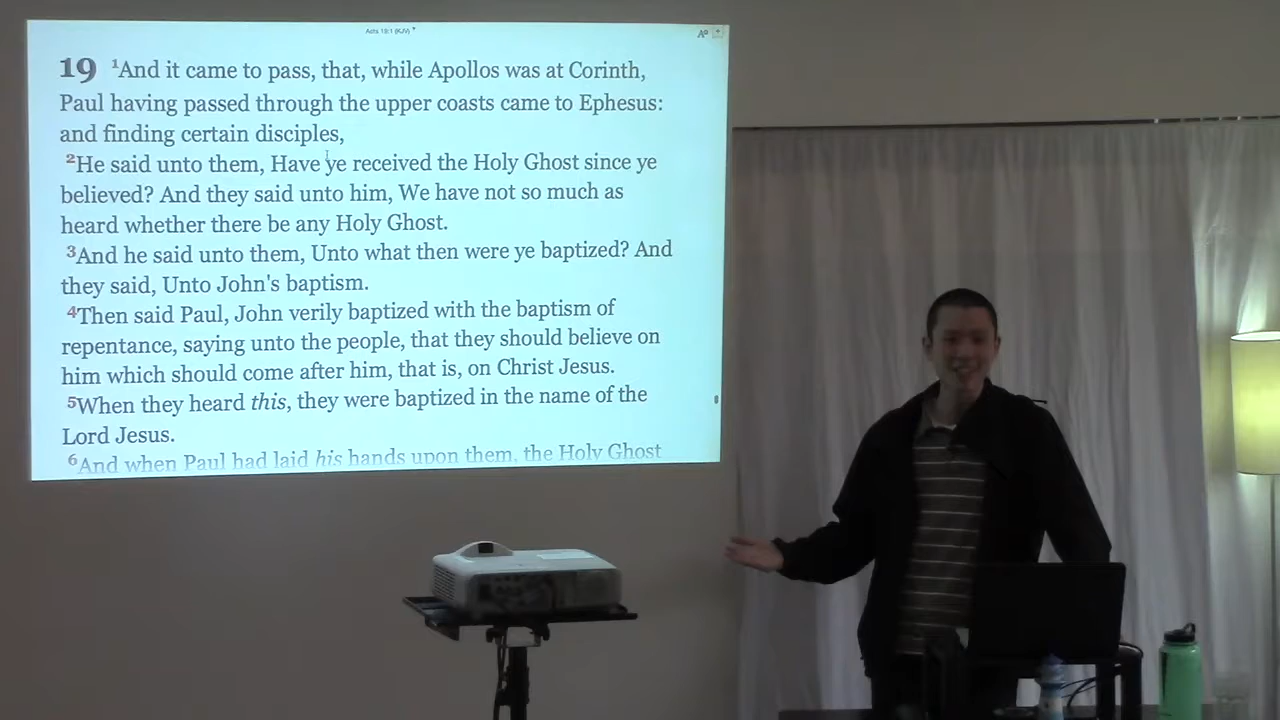 Acts 19:1 (KJV)
19 1And it came to pass, that, while Apollos was at Corinth,
Paul having passed through the upper coasts came to Ephesus:
and finding certain disciples,
2He said unto them, Have ye received the Holy Ghost since ye
believed? And they said unto him, We have not so much as
heard whether there be any Holy Ghost.
3And he said unto them, Unto what then were ye baptized? And
they said, Unto John's baptism.
4Then said Paul, John verily baptized with the baptism of
repentance, saying unto the people, that they should believe on
him which should come after him, that is, on Christ Jesus.
5When they heard this, they were baptized in the name of the
Lord Jesus.
6And when Paul had laid his hands upon them, the Holy Ghost